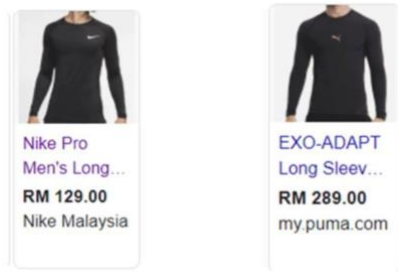 Nike Pro
Men's Long...
RM 129.00
Nike Malaysia
EXO-ADAPT
Long Sleev...
RM 289.00
my.puma.com